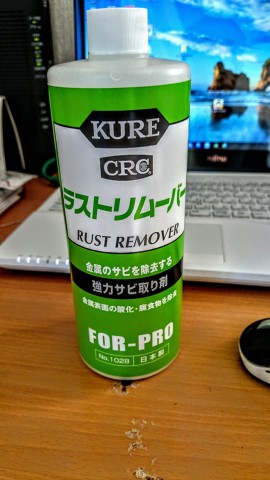 KURE
CRC
ラストリムーバー
RUST REMOVER
金属のサビを除去する
強力サビ取り剤
金属表面の酸化・腐食物を除去
FOR-PRO
No.1028
日本製
FUJITSU